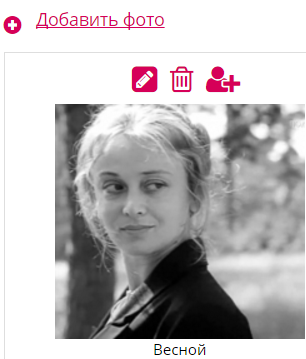 Добавить фото
Весной